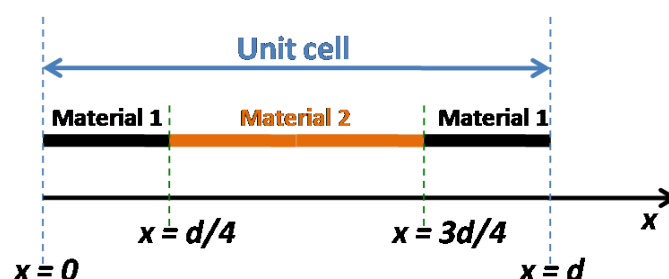 Unit cell
Material 1 Material 2 Material 1
x
x = d/4 x = 3d/4
x = 0 x = d